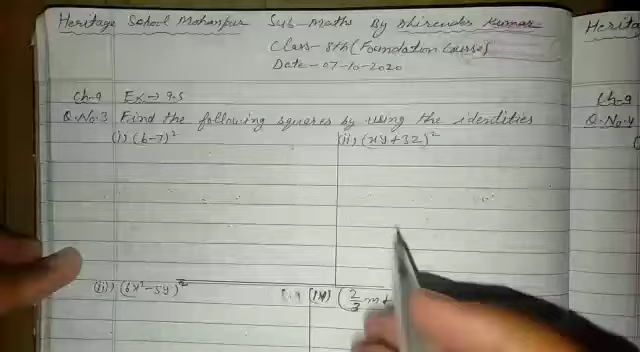 Heritage School Mohanpur Sub- Maths By Dhirender Kumar
Class- 8th (Foundation Course)
Date - 07-10-2020
Ch-9 Ex → 9.5
Q.No.3 Find the following squares by using the identities
(i) (b-7)² (ii) (xy+3z)²
(iii) (6x²-5y)² (iv) (2/3 m +
Herita
Ch-9
Q.No.4